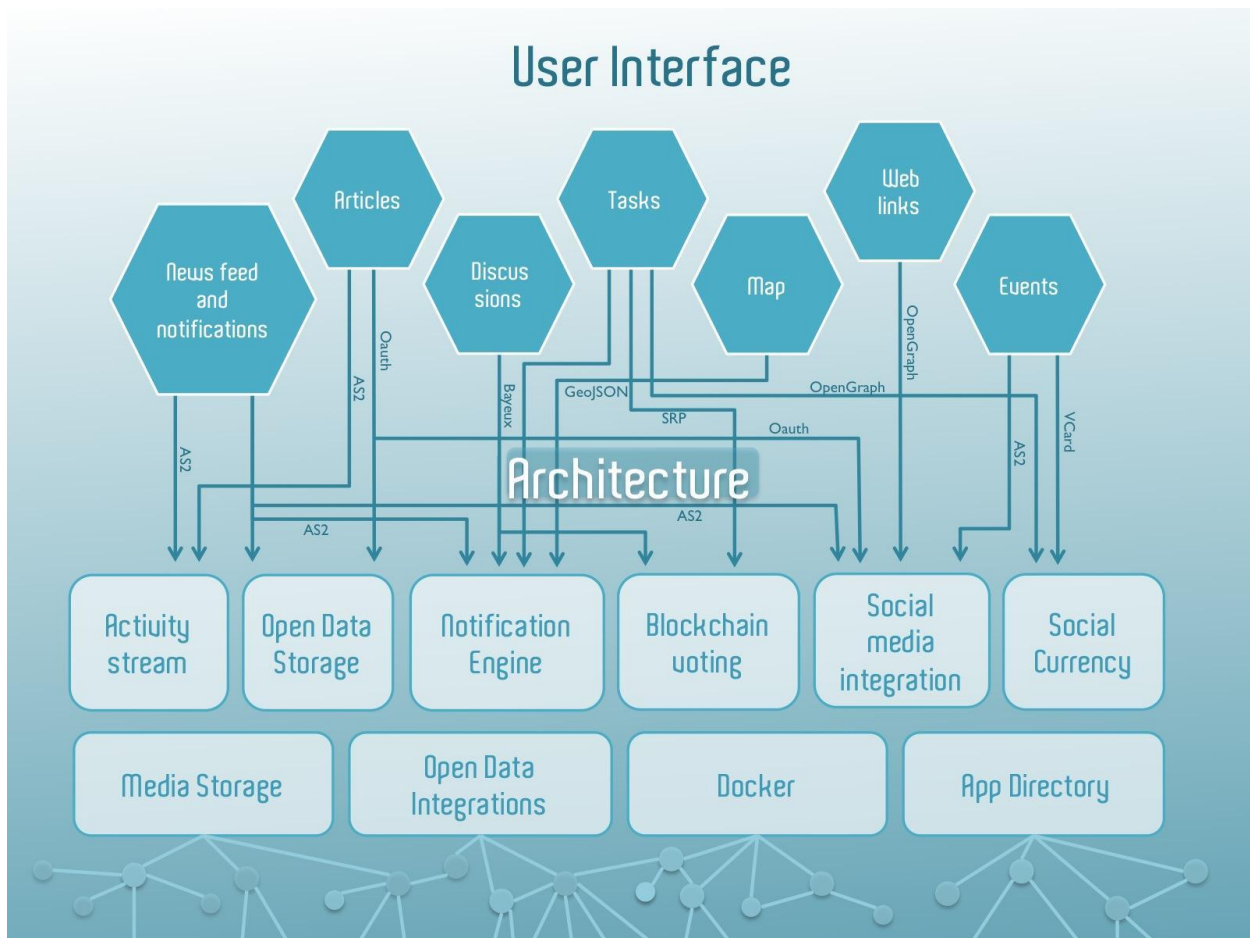 User Interface
Articles
Tasks
Web
links
News feed
and
notifications
Discus
sions
Map
Events
Oauth
AS2
Bayeux
GeoJSON
SRP
OpenGraph
OpenGraph
Oauth
AS2
VCard
AS2
Architecture
AS2
AS2
Activity
stream
Open Data
Storage
Notification
Engine
Blockchain
voting
Social
media
integration
Social
Currency
Media Storage
Open Data
Integrations
Docker
App Directory